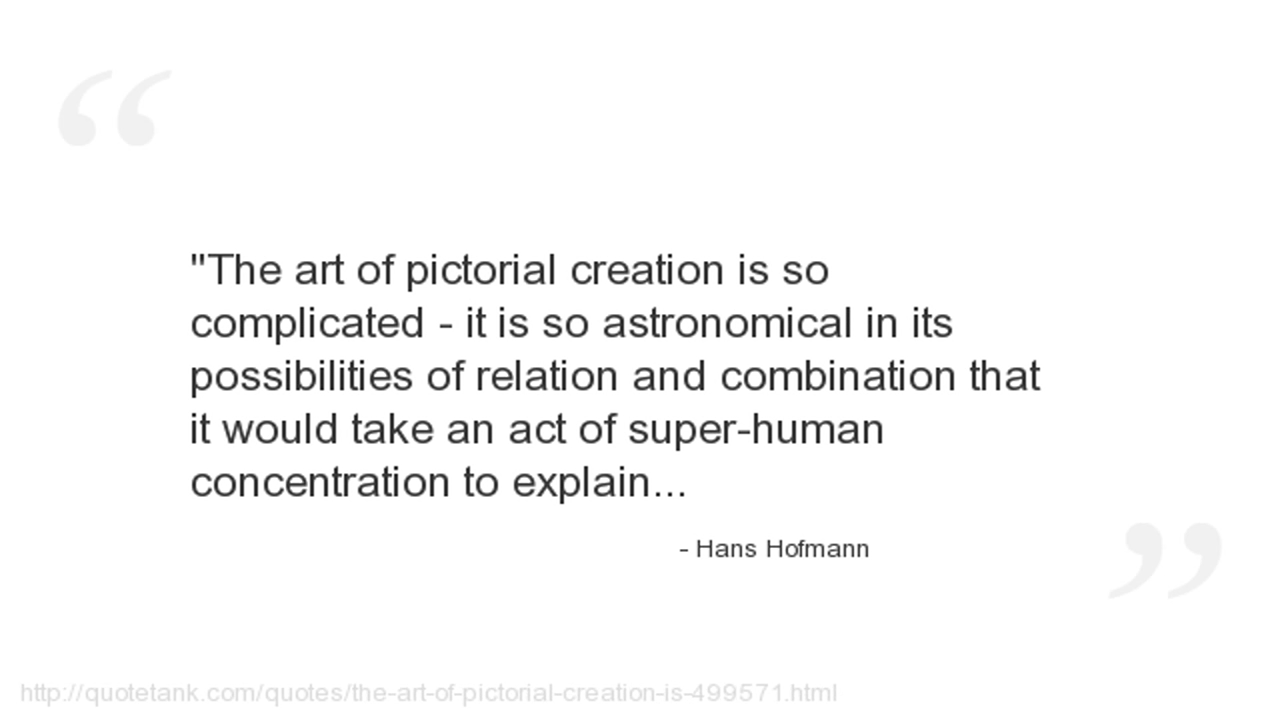 "The art of pictorial creation is so
complicated - it is so astronomical in its
possibilities of relation and combination that
it would take an act of super-human
concentration to explain...
- Hans Hofmann
http://quotetank.com/quotes/the-art-of-pictorial-creation-is-499571.html